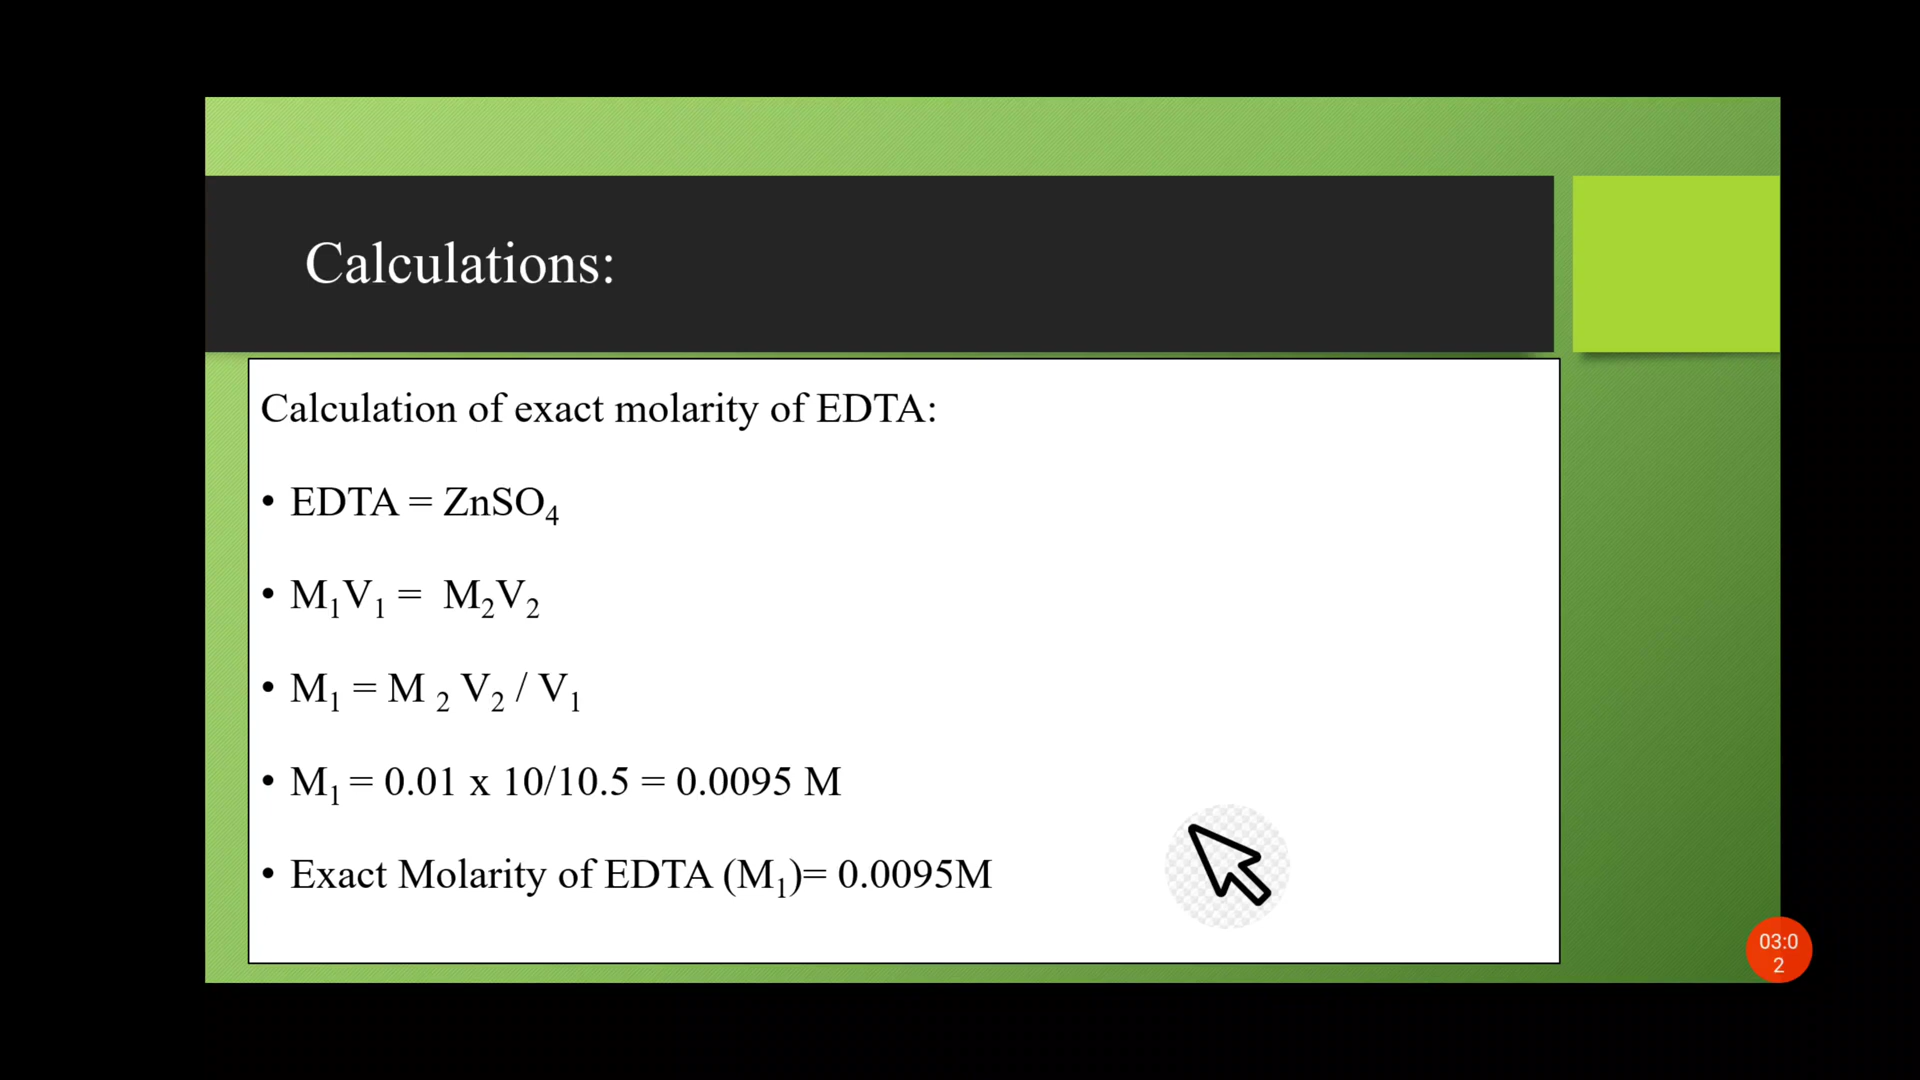 Calculations:
Calculation of exact molarity of EDTA:
• EDTA = ZnSO₄
• M₁V₁ = M₂V₂
• M₁ = M ₂ V₂ / V₁
• M₁ = 0.01 x 10/10.5 = 0.0095 M
• Exact Molarity of EDTA (M₁)= 0.0095M
03:0
2